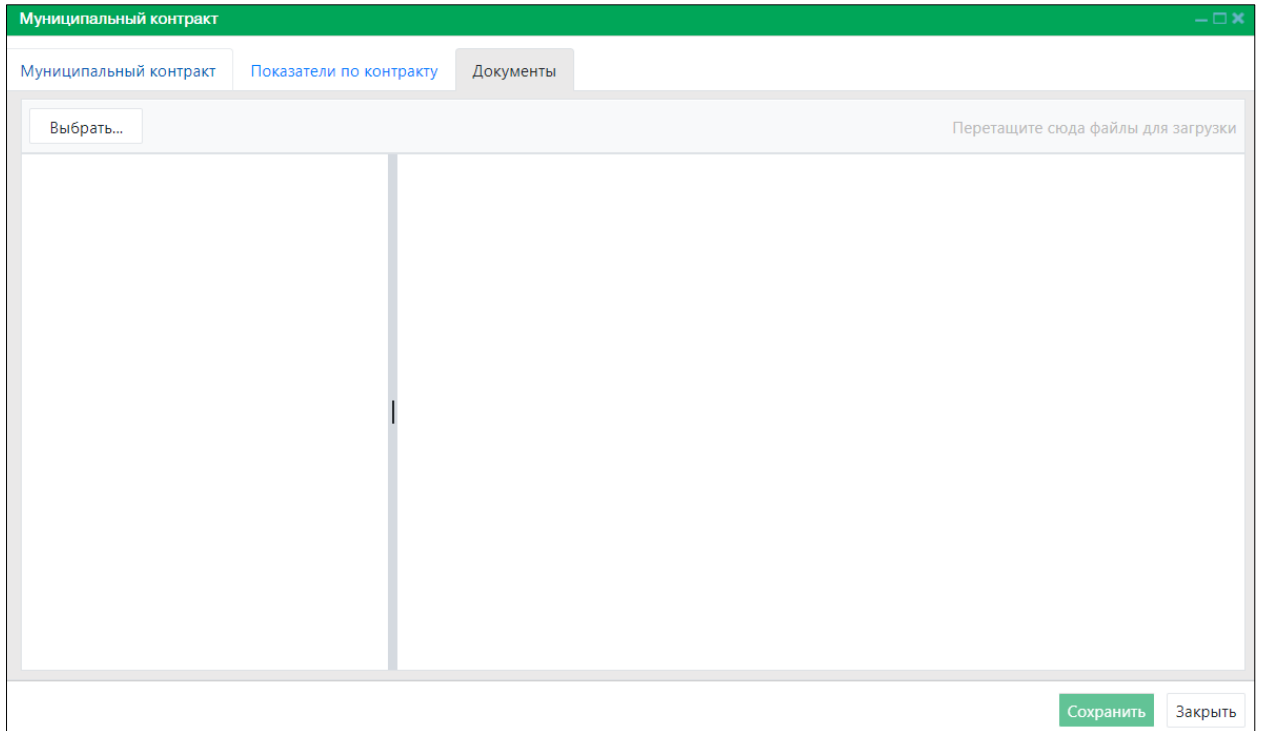 Муниципальный контракт
Муниципальный контракт Показатели по контракту Документы
Выбрать... Перетащите сюда файлы для загрузки
Сохранить Закрыть